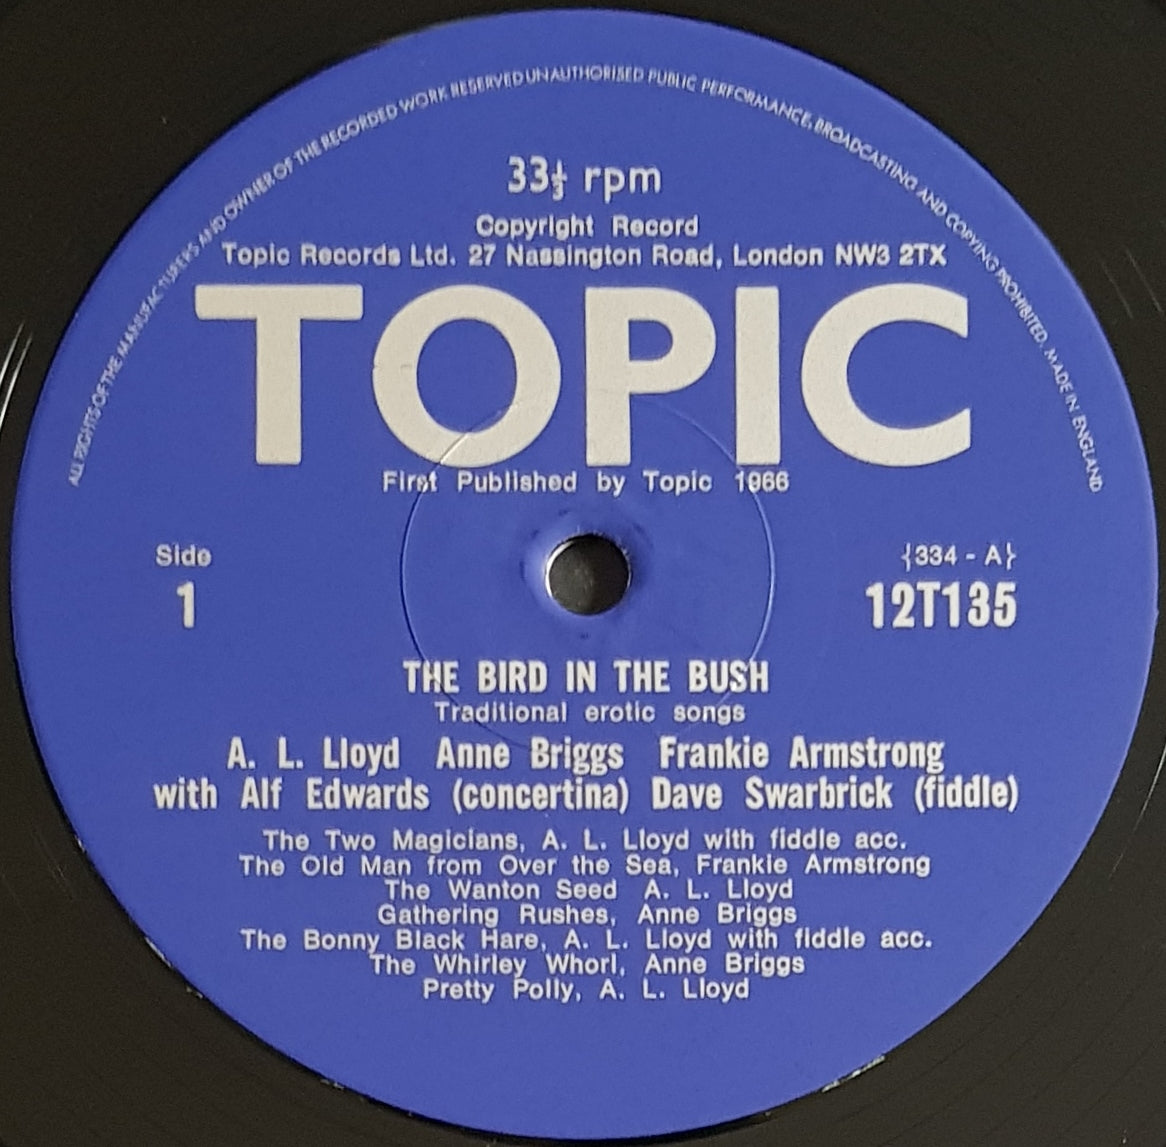 ALL RIGHTS OF THE MANUFACTURERS AND OWNER OF THE RECORDED WORK RESERVED UNAUTHORISED PUBLIC PERFORMANCE, BROADCASTING AND COPYING PROHIBITED. MADE IN ENGLAND
33⅓ rpm
Copyright Record
Topic Records Ltd. 27 Nassington Road, London NW3 2TX
TOPIC
First Published by Topic 1966
Side
1
{334 - A}
12T135
THE BIRD IN THE BUSH
Traditional erotic songs
A. L. Lloyd Anne Briggs Frankie Armstrong
with Alf Edwards (concertina) Dave Swarbrick (fiddle)
The Two Magicians, A. L. Lloyd with fiddle acc.
The Old Man from Over the Sea, Frankie Armstrong
The Wanton Seed A. L. Lloyd
Gathering Rushes, Anne Briggs
The Bonny Black Hare, A. L. Lloyd with fiddle acc.
The Whirley Whorl, Anne Briggs
Pretty Polly, A. L. Lloyd